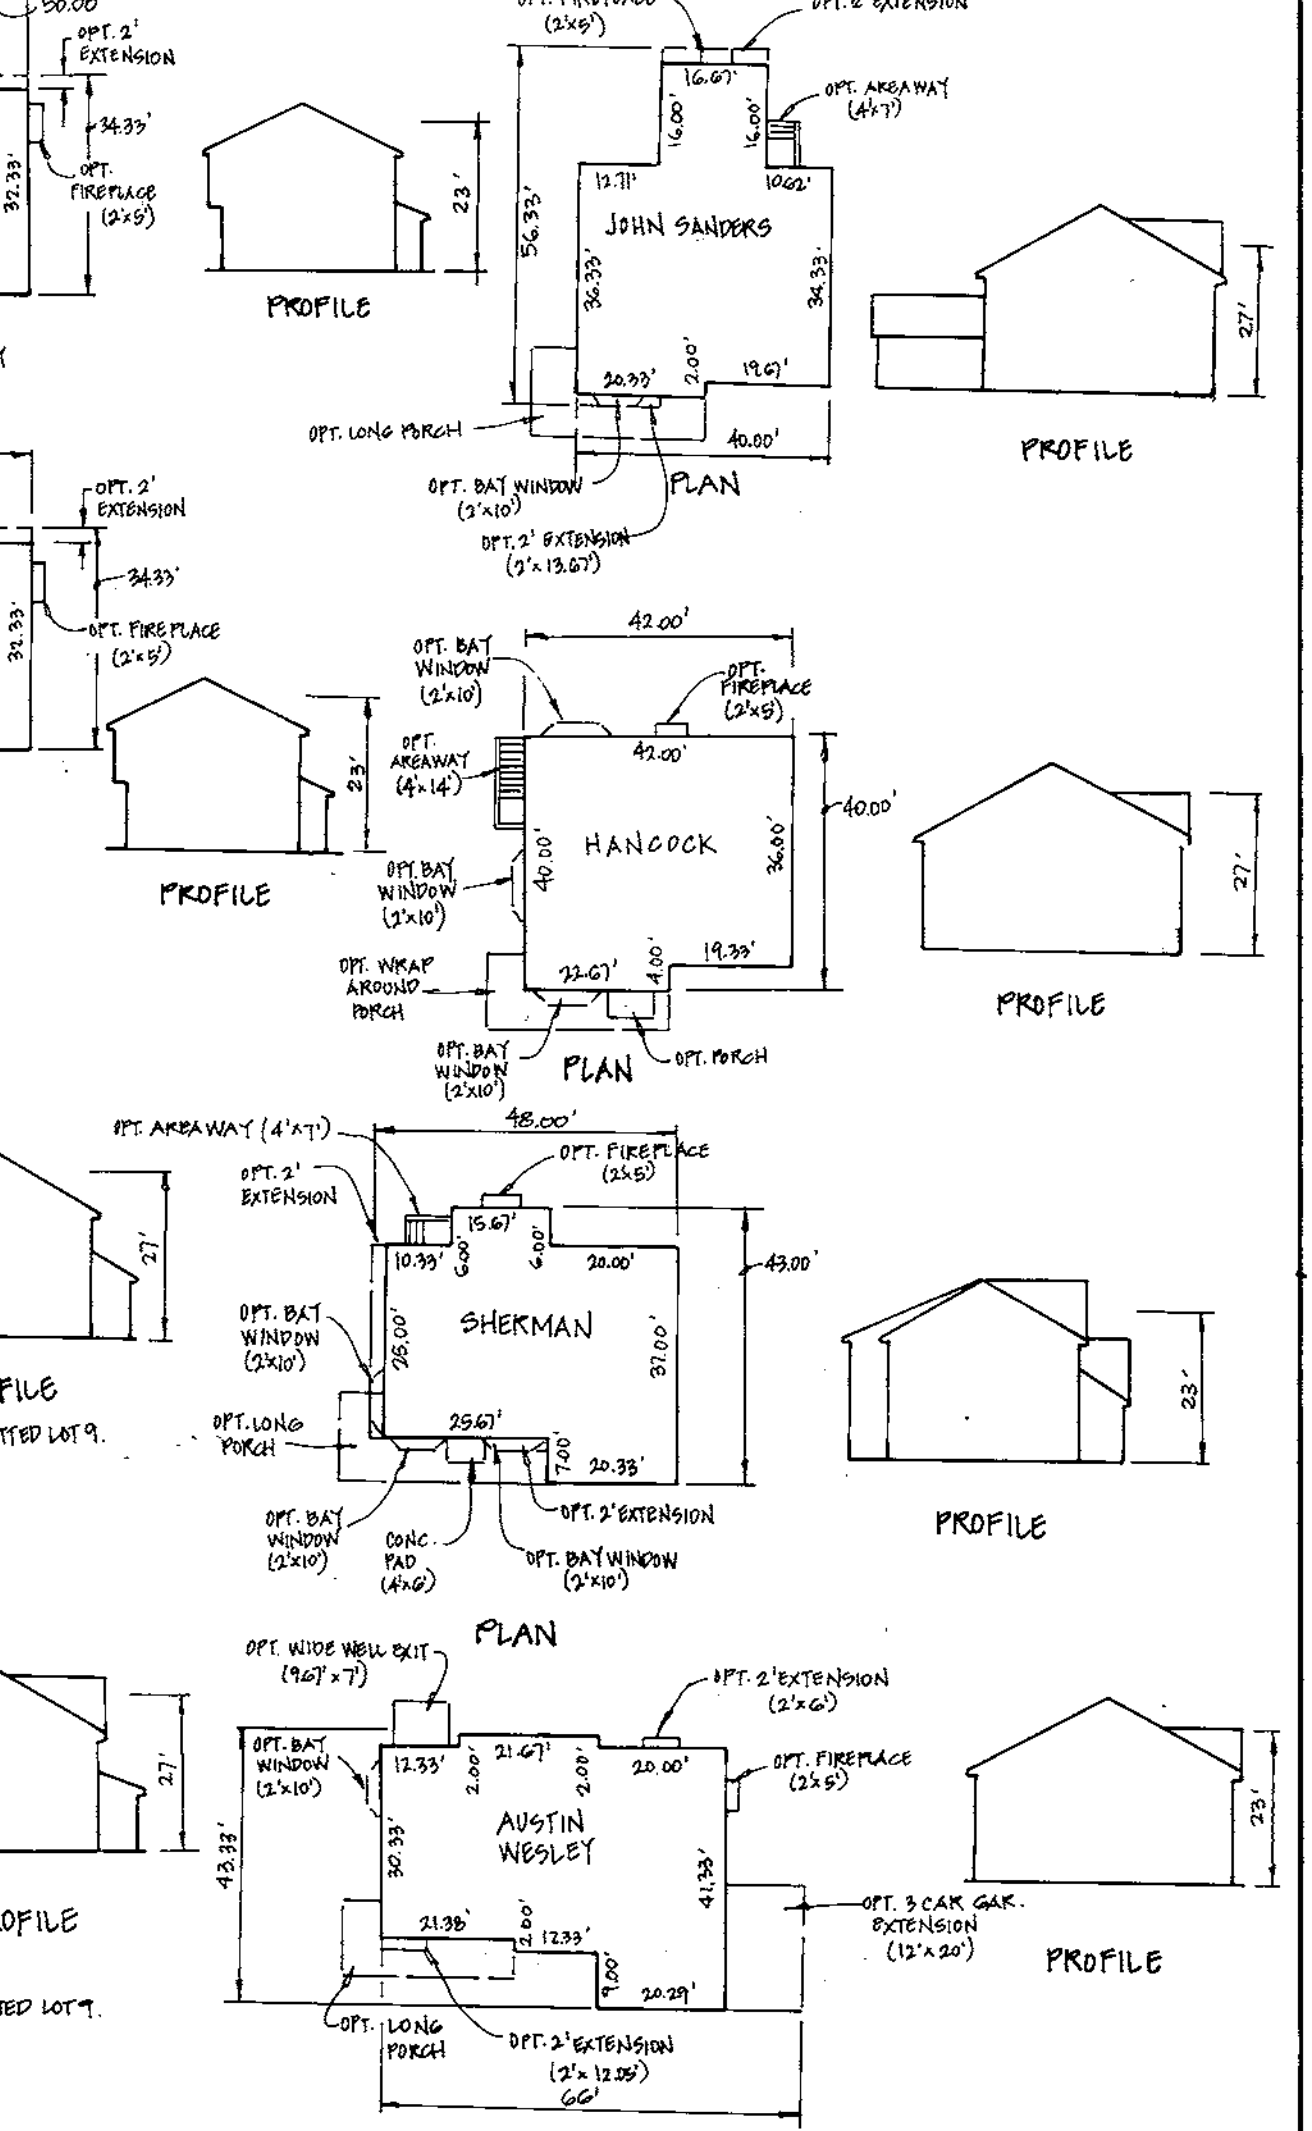 50.00
OPT. 2'
EXTENSION
34.33'
OPT.
FIREPLACE
(2'x5')
32.33'
23'
PROFILE
(2'x5')
OPT. 2' EXTENSION
16.67'
OPT. AREAWAY
(4'x7')
16.00'
16.00'
12.71'
10.62'
56.33'
JOHN SANDERS
36.33'
34.33'
20.33'
2.00'
19.67'
OPT. LONG PORCH
40.00'
OPT. BAY WINDOW
(2'x10')
PLAN
OPT. 2' EXTENSION
(2'x13.67')
27'
PROFILE
OPT. 2'
EXTENSION
34.33'
OPT. FIREPLACE
(2'x5')
32.33'
23'
PROFILE
42.00'
OPT. BAY
WINDOW
(2'x10')
OPT.
FIREPLACE
(2'x5')
42.00'
OPT.
AREAWAY
(4'x14')
40.00'
HANCOCK
40.00'
36.00'
OPT. BAY
WINDOW
(2'x10')
19.33'
22.67'
4.00'
OPT. WRAP
AROUND
PORCH
OPT. BAY
WINDOW
(2'x10')
PLAN
OPT. PORCH
27'
PROFILE
27'
FILE
TTED LOT 9.
OPT. AREAWAY (4'x7')
48.00'
OPT. FIREPLACE
(2'x5')
OPT. 2'
EXTENSION
15.67'
10.33'
6.00'
6.00'
20.00'
43.00'
SHERMAN
OPT. BAY
WINDOW
(2'x10')
25.00'
37.00'
OPT. LONG
PORCH
25.67'
7.00'
20.33'
OPT. BAY
WINDOW
(2'x10')
CONC.
PAD
(4'x6')
OPT. 2' EXTENSION
OPT. BAY WINDOW
(2'x10')
PLAN
23'
PROFILE
27'
OFILE
TED LOT 9.
OPT. WIDE WELL EXIT
(9.67' x 7')
OPT. 2' EXTENSION
(2'x6')
OPT. BAY
WINDOW
(2'x10')
12.33'
2.00'
21.67'
2.00'
20.00'
OPT. FIREPLACE
(2'x5')
43.33'
AUSTIN
WESLEY
30.33'
41.33'
21.38'
2.00'
12.33'
9.00'
20.29'
OPT. 3 CAR GAR.
EXTENSION
(12'x20')
OPT. LONG
PORCH
OPT. 2' EXTENSION
(2'x12.05')
66'
23'
PROFILE